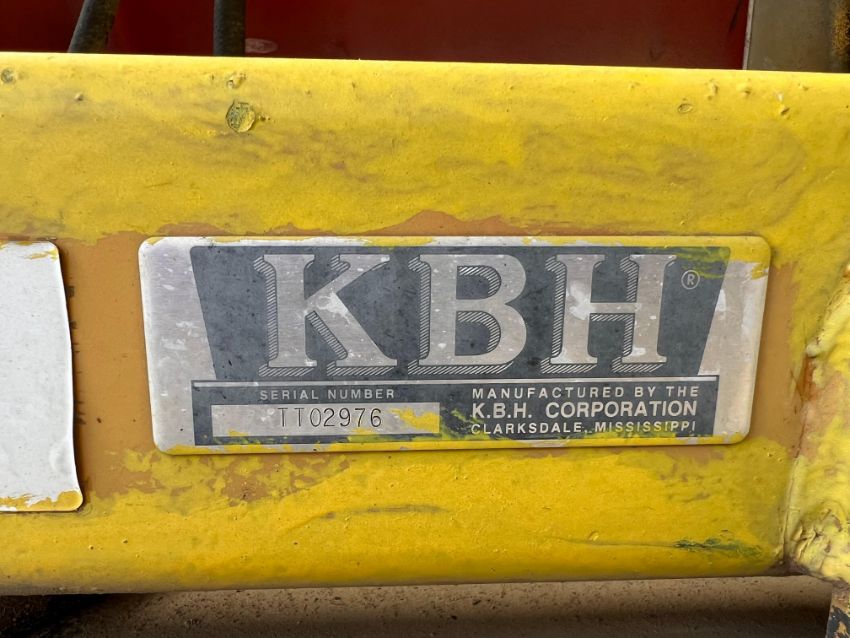 KBH®
SERIAL NUMBER
TT02976
MANUFACTURED BY THE
K.B.H. CORPORATION
CLARKSDALE, MISSISSIPPI